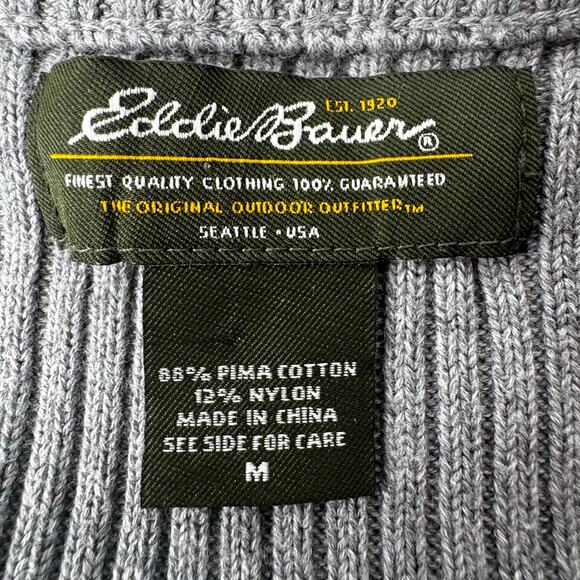 EST. 1920
Eddie Bauer®
FINEST QUALITY CLOTHING 100% GUARANTEED
THE ORIGINAL OUTDOOR OUTFITTER™
SEATTLE • USA
88% PIMA COTTON
12% NYLON
MADE IN CHINA
SEE SIDE FOR CARE
M